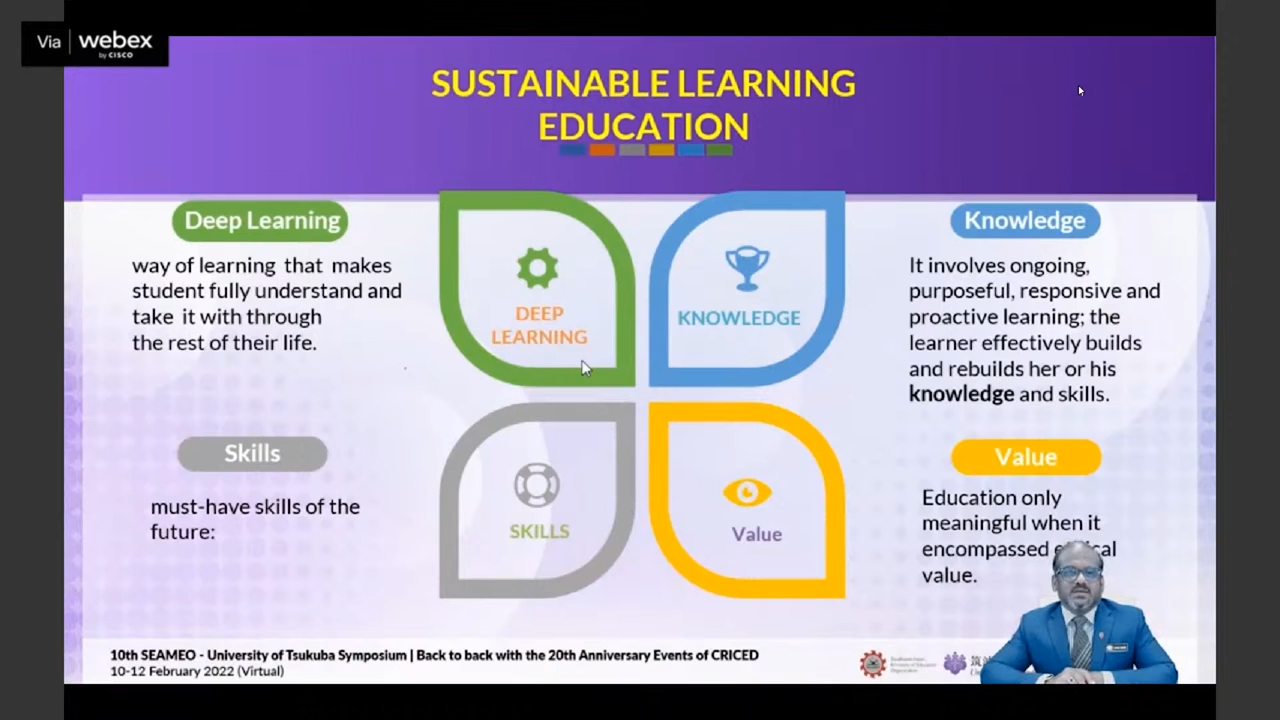 Via webex
by CISCO
SUSTAINABLE LEARNING
EDUCATION
Deep Learning
way of learning that makes
student fully understand and
take it with through
the rest of their life.
DEEP
LEARNING
KNOWLEDGE
Knowledge
It involves ongoing,
purposeful, responsive and
proactive learning; the
learner effectively builds
and rebuilds her or his
knowledge and skills.
Skills
must-have skills of the
future:
SKILLS
Value
Value
Education only
meaningful when it
encompassed
value.
10th SEAMEO - University of Tsukuba Symposium | Back to back with the 20th Anniversary Events of CRICED
10-12 February 2022 (Virtual)